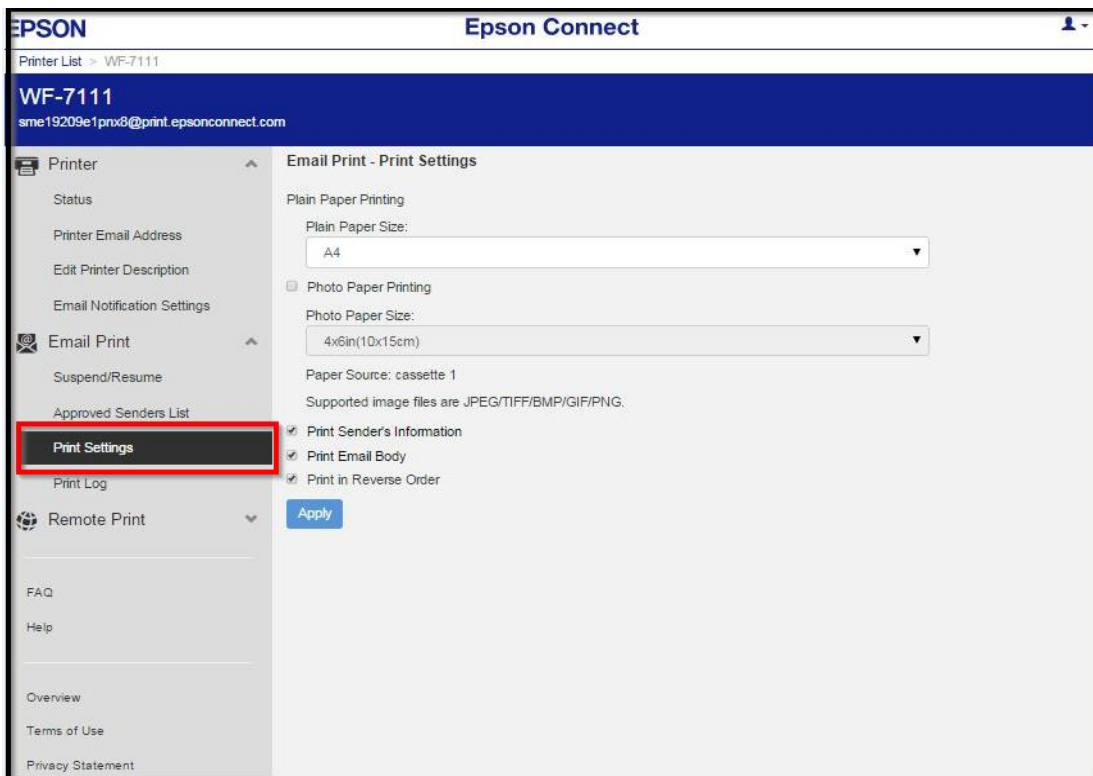 EPSON
Epson Connect
Printer List > WF-7111
WF-7111
sme19209e1pnx8@print.epsonconnect.com
Printer
Status
Printer Email Address
Edit Printer Description
Email Notification Settings
Email Print
Suspend/Resume
Approved Senders List
Print Settings
Print Log
Remote Print
FAQ
Help
Overview
Terms of Use
Privacy Statement
Email Print - Print Settings
Plain Paper Printing
Plain Paper Size:
A4
Photo Paper Printing
Photo Paper Size:
4x6in(10x15cm)
Paper Source: cassette 1
Supported image files are JPEG/TIFF/BMP/GIF/PNG.
Print Sender's Information
Print Email Body
Print in Reverse Order
Apply